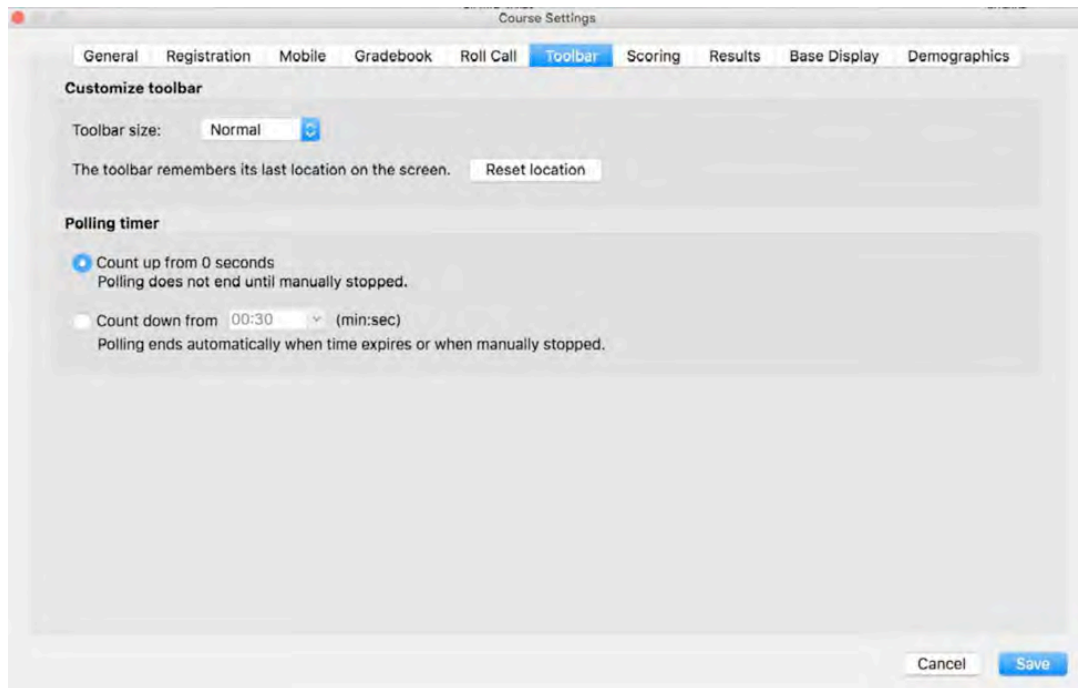 Course Settings
General Registration Mobile Gradebook Roll Call Toolbar Scoring Results Base Display Demographics
Customize toolbar
Toolbar size: Normal
The toolbar remembers its last location on the screen. Reset location
Polling timer
Count up from 0 seconds
Polling does not end until manually stopped.
Count down from 00:30 (min:sec)
Polling ends automatically when time expires or when manually stopped.
Cancel Save